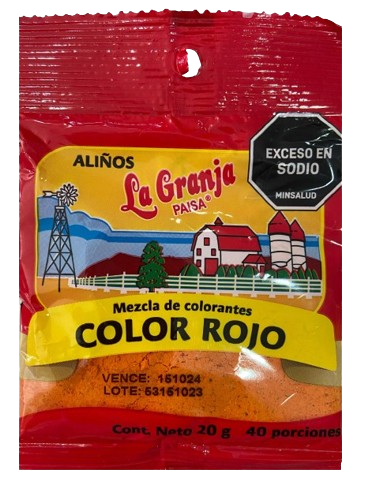 EXCESO EN
SODIO
MINSALUD
ALIÑOS
La Granja
PAISA®
Mezcla de colorantes
COLOR ROJO
VENCE: 151024
LOTE: 53151023
Cont. Neto 20 g 40 porciones